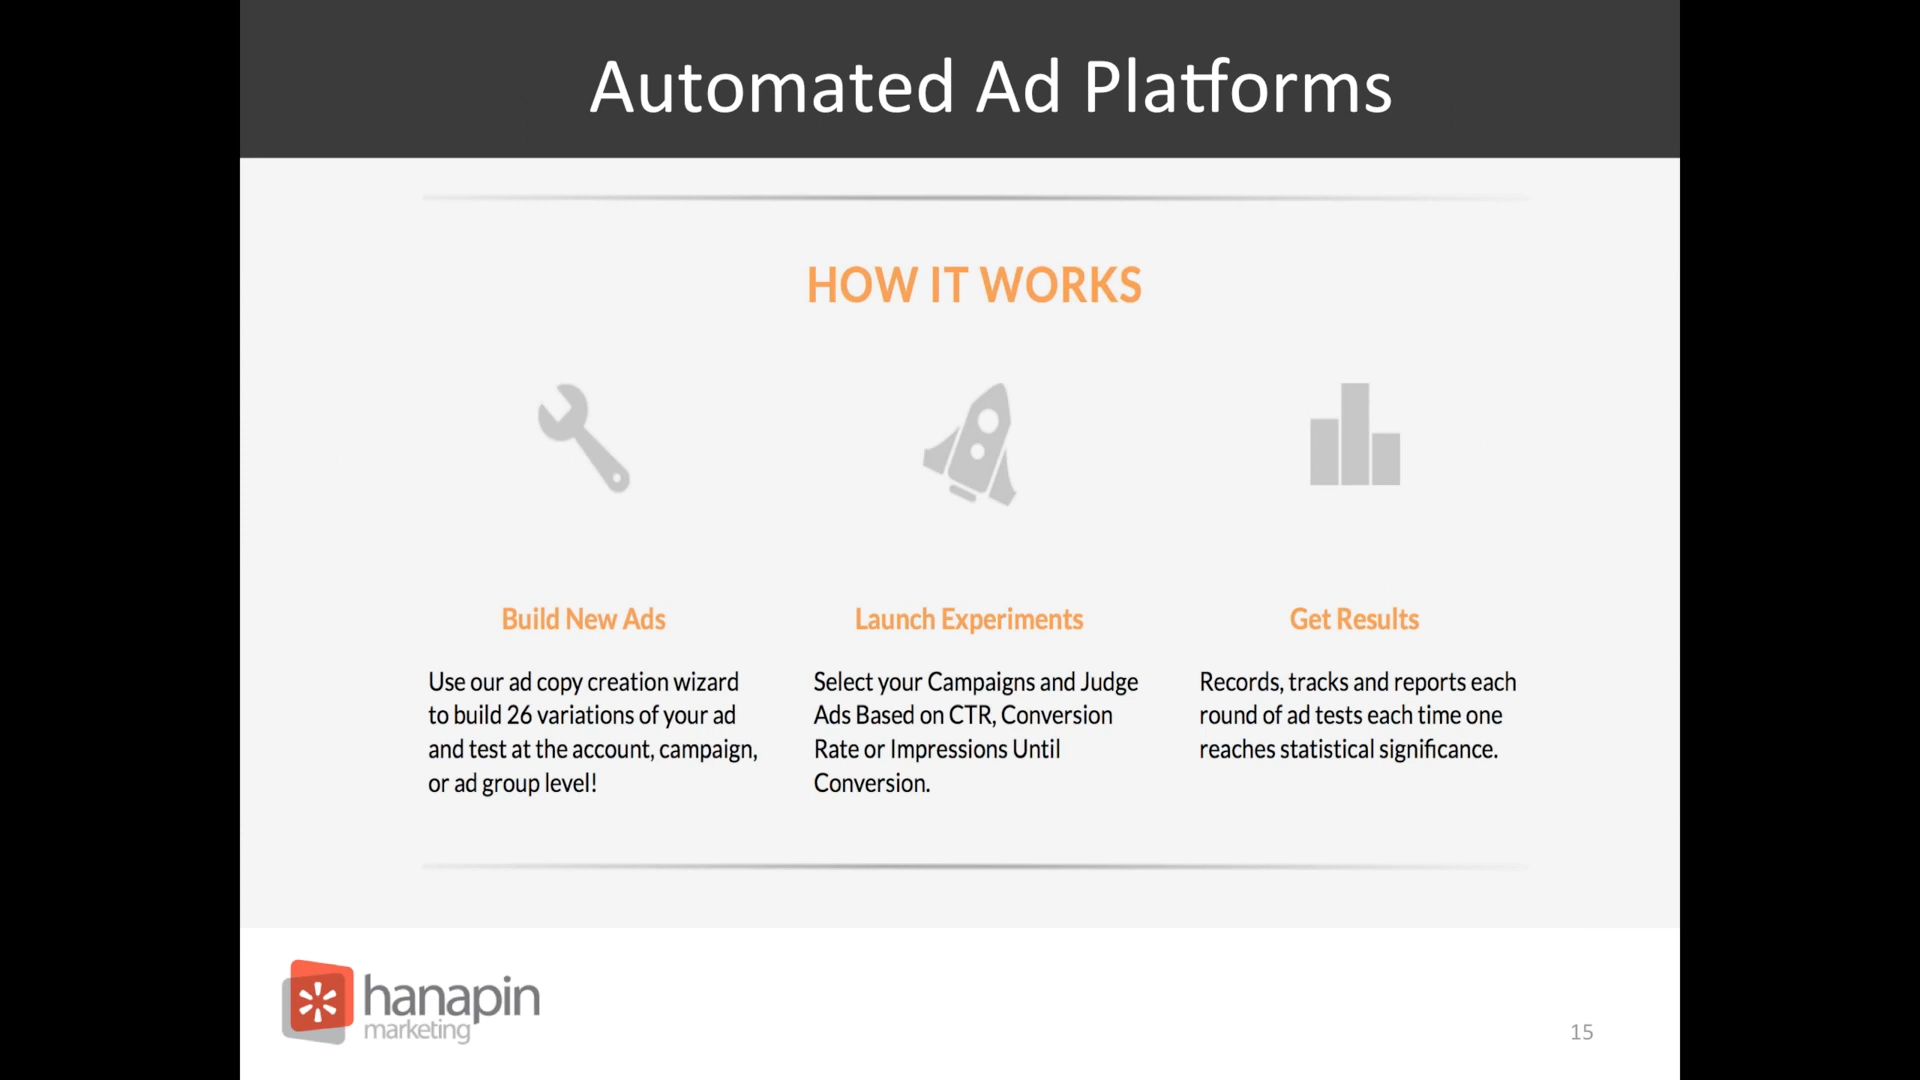 Automated Ad Platforms
HOW IT WORKS
Build New Ads
Use our ad copy creation wizard
to build 26 variations of your ad
and test at the account, campaign,
or ad group level!
Launch Experiments
Select your Campaigns and Judge
Ads Based on CTR, Conversion
Rate or Impressions Until
Conversion.
Get Results
Records, tracks and reports each
round of ad tests each time one
reaches statistical significance.
hanapin
marketing
15